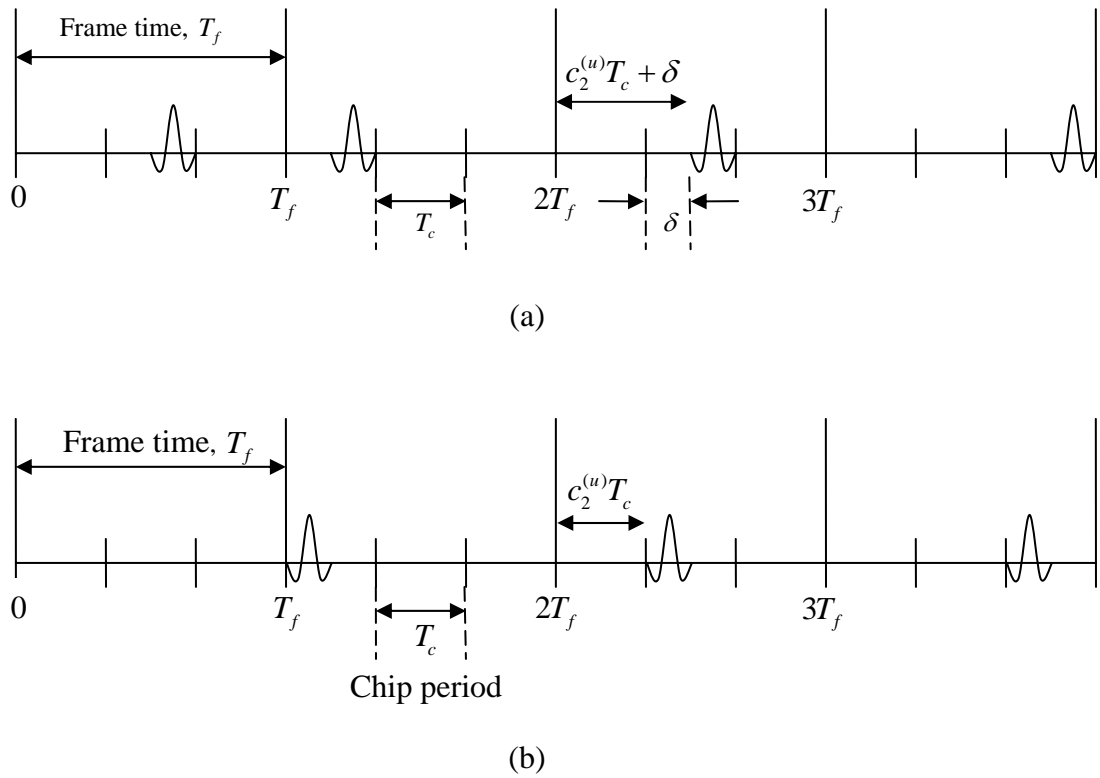 Frame time, T_f
c_2^{(u)}T_c + δ
0
T_f
2T_f
3T_f
T_c
δ
(a)
Frame time, T_f
c_2^{(u)}T_c
0
T_f
2T_f
3T_f
T_c
Chip period
(b)